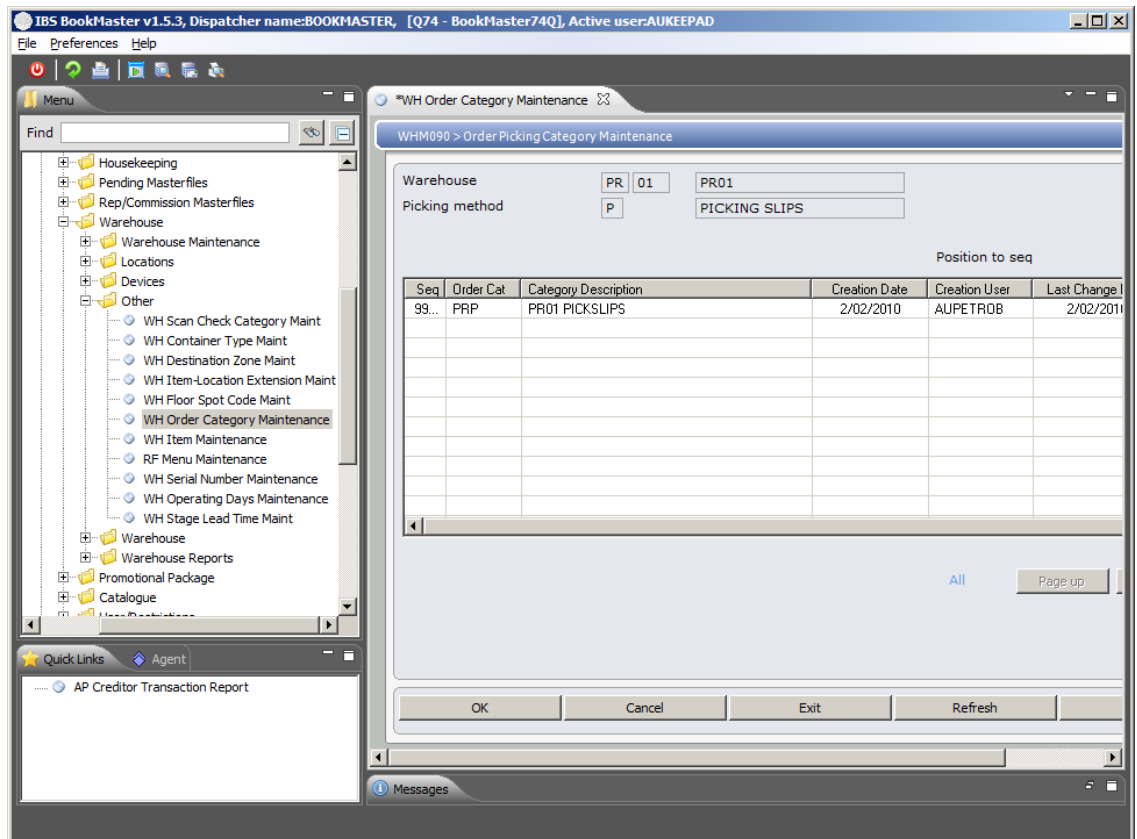 IBS BookMaster v1.5.3, Dispatcher name:BOOKMASTER, [Q74 - BookMaster74Q], Active user:AUKEEPAD
File Preferences Help
Menu
Find
Housekeeping
Pending Masterfiles
Rep/Commission Masterfiles
Warehouse
Warehouse Maintenance
Locations
Devices
Other
WH Scan Check Category Maint
WH Container Type Maint
WH Destination Zone Maint
WH Item-Location Extension Maint
WH Floor Spot Code Maint
WH Order Category Maintenance
WH Item Maintenance
RF Menu Maintenance
WH Serial Number Maintenance
WH Operating Days Maintenance
WH Stage Lead Time Maint
Warehouse
Warehouse Reports
Promotional Package
Catalogue
Quick Links Agent
AP Creditor Transaction Report
*WH Order Category Maintenance
WHM090 > Order Picking Category Maintenance
Warehouse PR 01 PR01
Picking method P PICKING SLIPS
Position to seq
Seq Order Cat Category Description Creation Date Creation User Last Change
99... PRP PR01 PICKSLIPS 2/02/2010 AUPETROB 2/02/201
All Page up
OK Cancel Exit Refresh
Messages